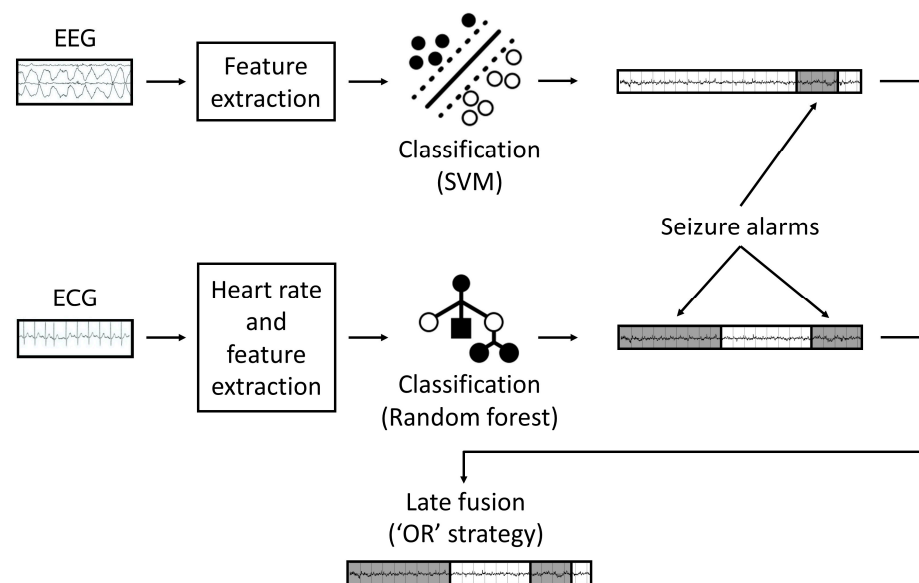 EEG
Feature
extraction
Classification
(SVM)
Seizure alarms
ECG
Heart rate
and
feature
extraction
Classification
(Random forest)
Late fusion
('OR' strategy)